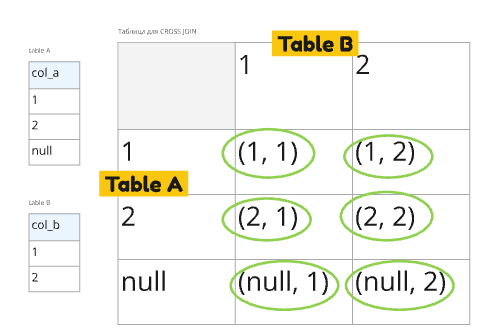 Таблица для CROSS JOIN
Table B
table A
col_a
1
2
null
1
2
1
(1, 1)
(1, 2)
Table A
2
(2, 1)
(2, 2)
table B
col_b
1
2
null
(null, 1)
(null, 2)